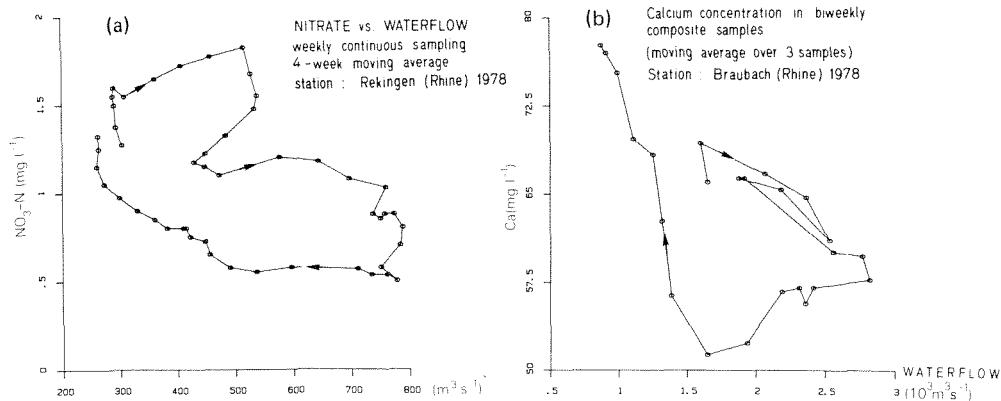 (a)
NITRATE vs. WATERFLOW
weekly continuous sampling
4-week moving average
station : Rekingen (Rhine) 1978
NO3-N (mg l-1)
2
1.5
1
.5
0
200 300 400 500 600 700 800 (m3s-1)
(b)
Calcium concentration in biweekly
composite samples
(moving average over 3 samples)
Station : Braubach (Rhine) 1978
Ca(mg l-1)
80
72.5
65
57.5
50
.5 1 1.5 2 2.5 3
WATERFLOW
(103m3s-1)